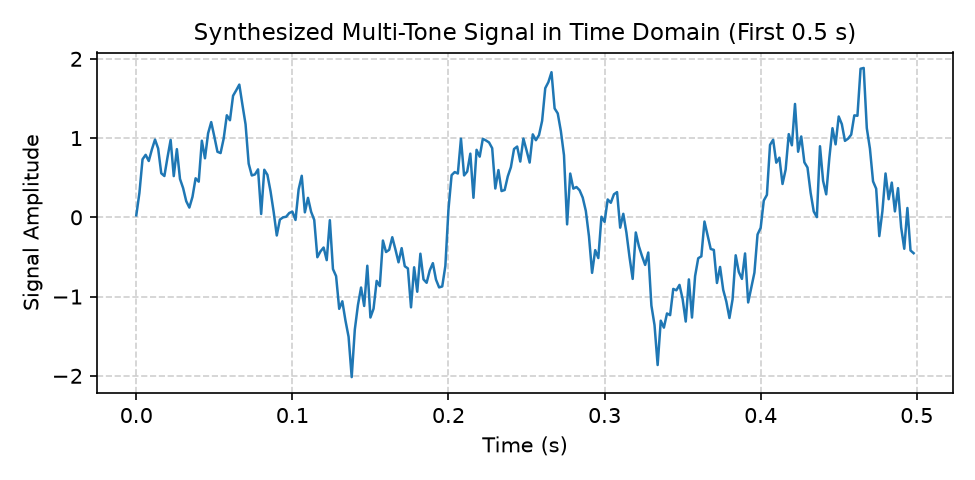 Synthesized Multi-Tone Signal in Time Domain (First 0.5 s)
2
1
0
−1
−2
Signal Amplitude
0.0 0.1 0.2 0.3 0.4 0.5
Time (s)